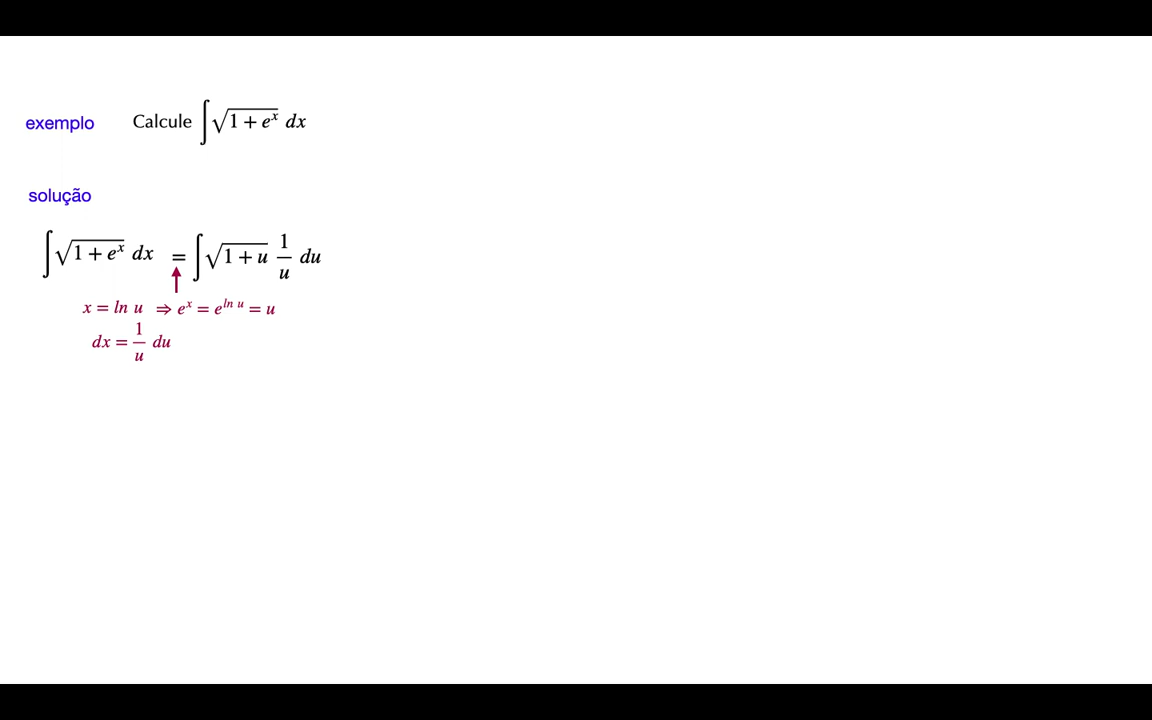 exemplo Calcule ∫√(1 + eˣ) dx
solução
∫√(1 + eˣ) dx = ∫√(1 + u) 1/u du
x = ln u ⇒ eˣ = e^(ln u) = u
dx = 1/u du